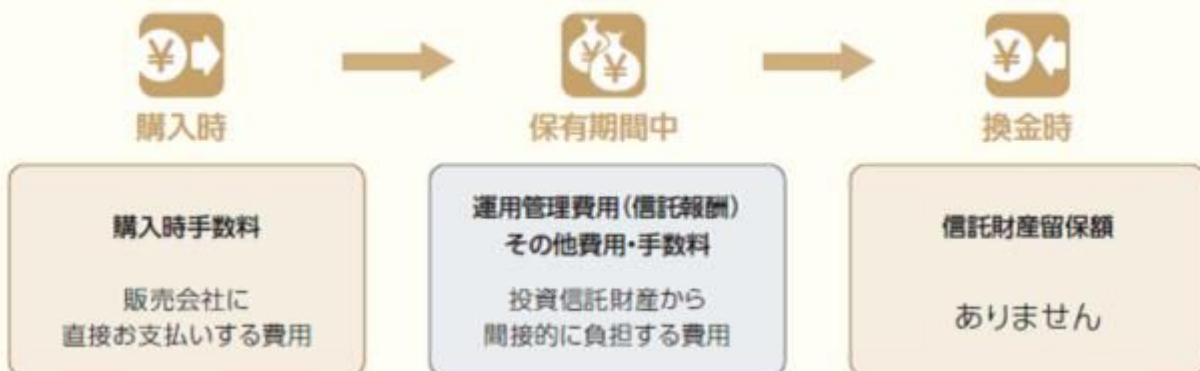 ¥
購入時
¥
¥
保有期間中
¥
換金時
購入時手数料
販売会社に
直接お支払いする費用
運用管理費用(信託報酬)
その他費用・手数料
投資信託財産から
間接的に負担する費用
信託財産留保額
ありません